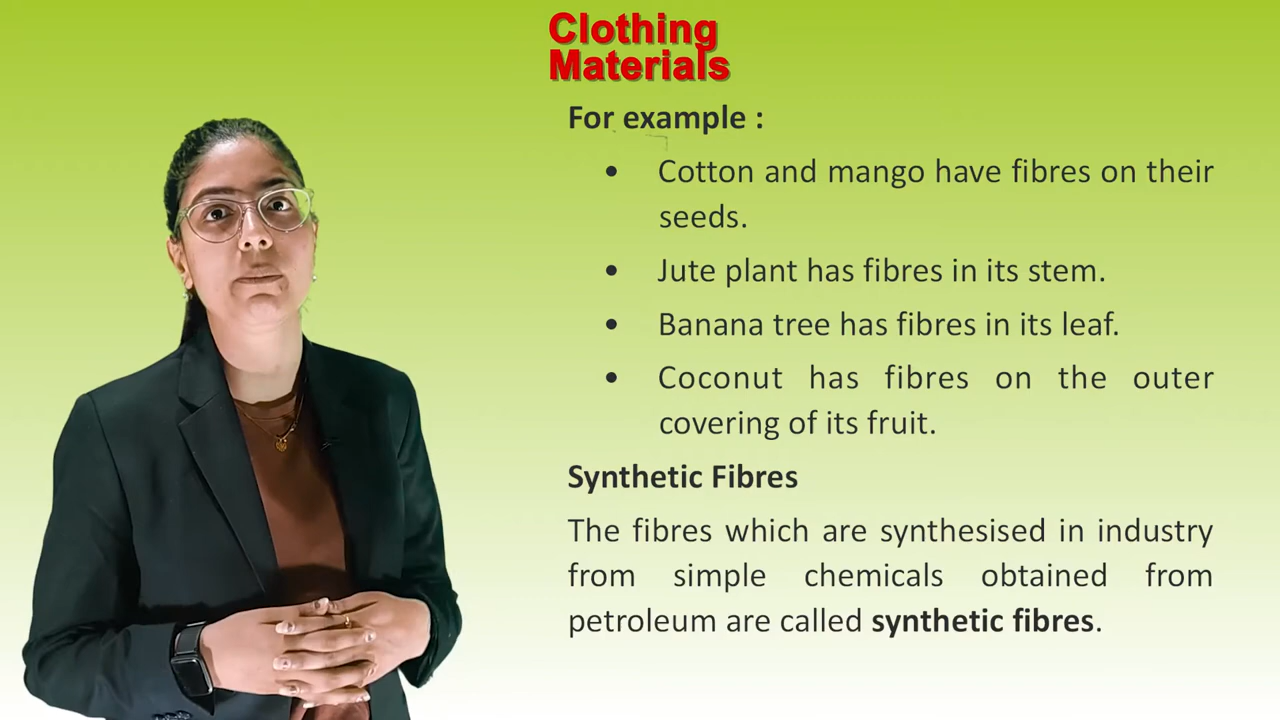 Clothing
Materials
For example :
• Cotton and mango have fibres on their
seeds.
• Jute plant has fibres in its stem.
• Banana tree has fibres in its leaf.
• Coconut has fibres on the outer
covering of its fruit.
Synthetic Fibres
The fibres which are synthesised in industry
from simple chemicals obtained from
petroleum are called synthetic fibres.